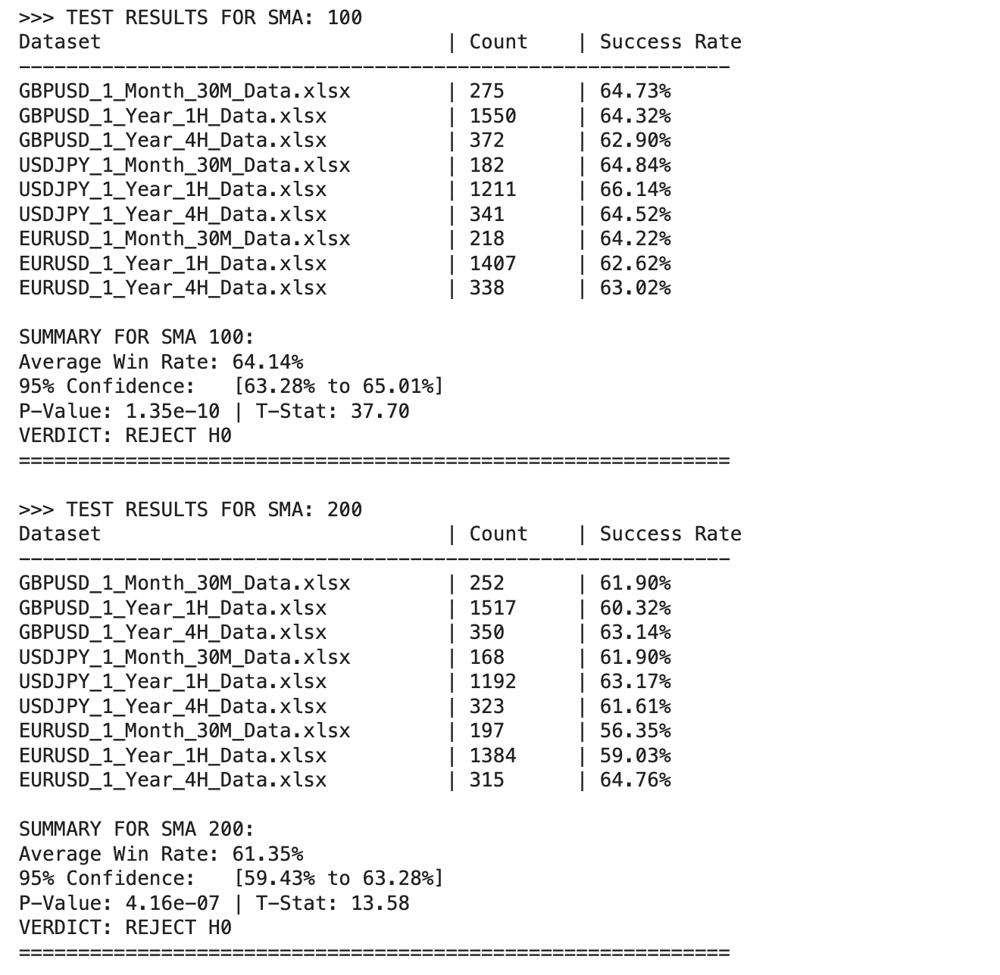 >>> TEST RESULTS FOR SMA: 100
Dataset | Count | Success Rate
------------------------------------------------------------
GBPUSD_1_Month_30M_Data.xlsx | 275 | 64.73%
GBPUSD_1_Year_1H_Data.xlsx | 1550 | 64.32%
GBPUSD_1_Year_4H_Data.xlsx | 372 | 62.90%
USDJPY_1_Month_30M_Data.xlsx | 182 | 64.84%
USDJPY_1_Year_1H_Data.xlsx | 1211 | 66.14%
USDJPY_1_Year_4H_Data.xlsx | 341 | 64.52%
EURUSD_1_Month_30M_Data.xlsx | 218 | 64.22%
EURUSD_1_Year_1H_Data.xlsx | 1407 | 62.62%
EURUSD_1_Year_4H_Data.xlsx | 338 | 63.02%
SUMMARY FOR SMA 100:
Average Win Rate: 64.14%
95% Confidence: [63.28% to 65.01%]
P-Value: 1.35e-10 | T-Stat: 37.70
VERDICT: REJECT H0
============================================================
>>> TEST RESULTS FOR SMA: 200
Dataset | Count | Success Rate
------------------------------------------------------------
GBPUSD_1_Month_30M_Data.xlsx | 252 | 61.90%
GBPUSD_1_Year_1H_Data.xlsx | 1517 | 60.32%
GBPUSD_1_Year_4H_Data.xlsx | 350 | 63.14%
USDJPY_1_Month_30M_Data.xlsx | 168 | 61.90%
USDJPY_1_Year_1H_Data.xlsx | 1192 | 63.17%
USDJPY_1_Year_4H_Data.xlsx | 323 | 61.61%
EURUSD_1_Month_30M_Data.xlsx | 197 | 56.35%
EURUSD_1_Year_1H_Data.xlsx | 1384 | 59.03%
EURUSD_1_Year_4H_Data.xlsx | 315 | 64.76%
SUMMARY FOR SMA 200:
Average Win Rate: 61.35%
95% Confidence: [59.43% to 63.28%]
P-Value: 4.16e-07 | T-Stat: 13.58
VERDICT: REJECT H0
============================================================